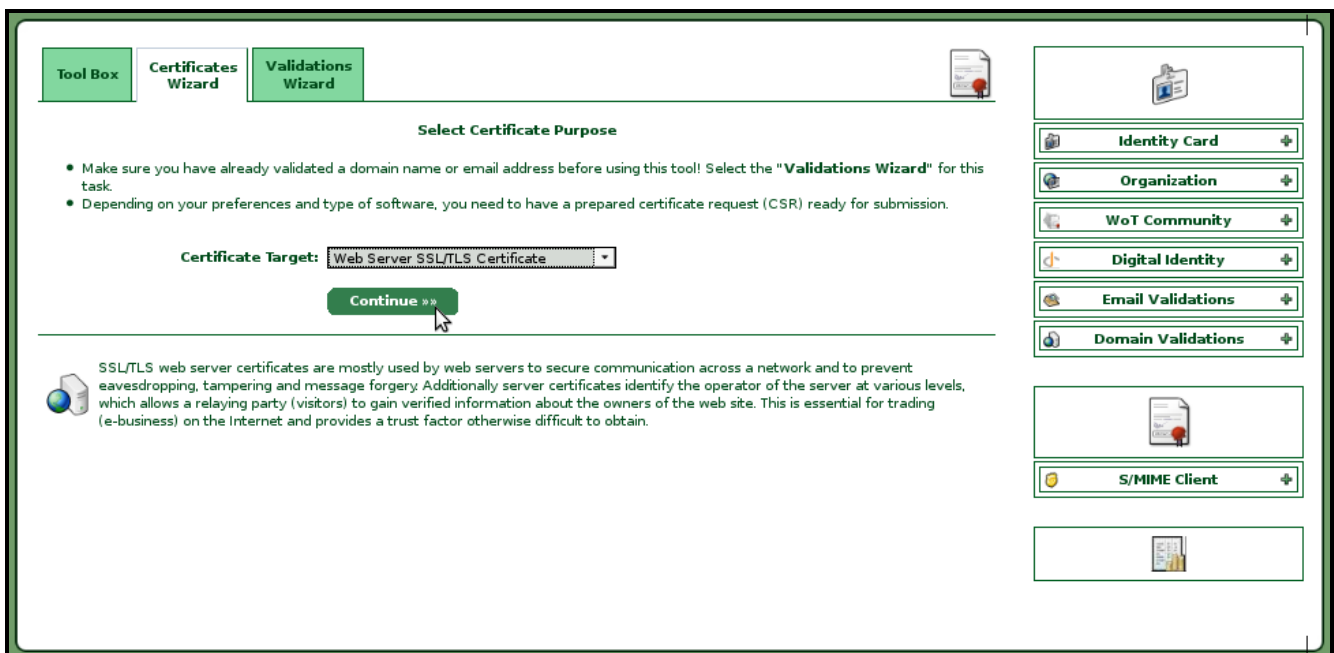 Tool Box
Certificates
Wizard
Validations
Wizard
Select Certificate Purpose
Make sure you have already validated a domain name or email address before using this tool! Select the "Validations Wizard" for this
task.
Depending on your preferences and type of software, you need to have a prepared certificate request (CSR) ready for submission.
Certificate Target: Web Server SSL/TLS Certificate
Continue »»
SSL/TLS web server certificates are mostly used by web servers to secure communication across a network and to prevent
eavesdropping, tampering and message forgery. Additionally server certificates identify the operator of the server at various levels,
which allows a relaying party (visitors) to gain verified information about the owners of the web site. This is essential for trading
(e-business) on the Internet and provides a trust factor otherwise difficult to obtain.
Identity Card
Organization
WoT Community
Digital Identity
Email Validations
Domain Validations
S/MIME Client